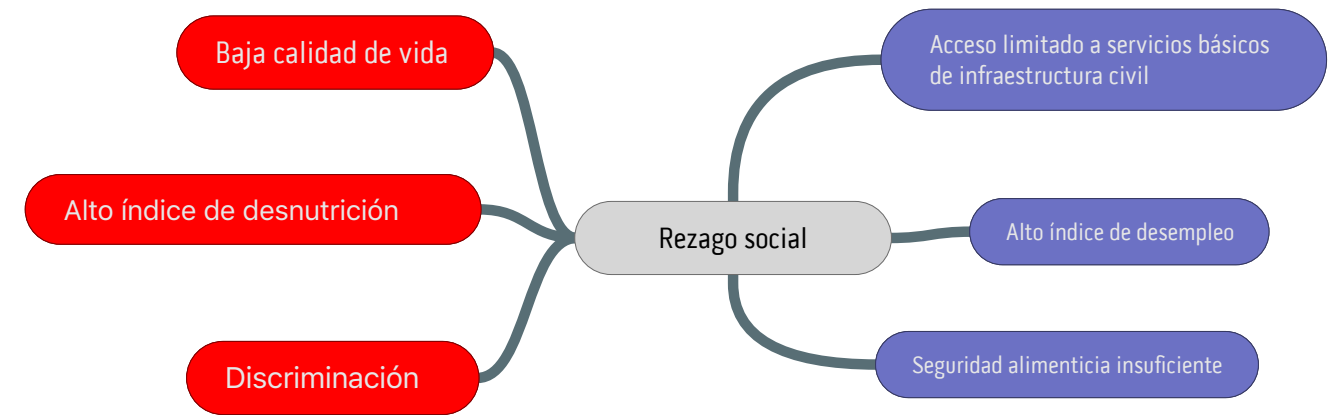 Baja calidad de vida
Alto índice de desnutrición
Discriminación
Rezago social
Acceso limitado a servicios básicos
de infraestructura civil
Alto índice de desempleo
Seguridad alimenticia insuficiente